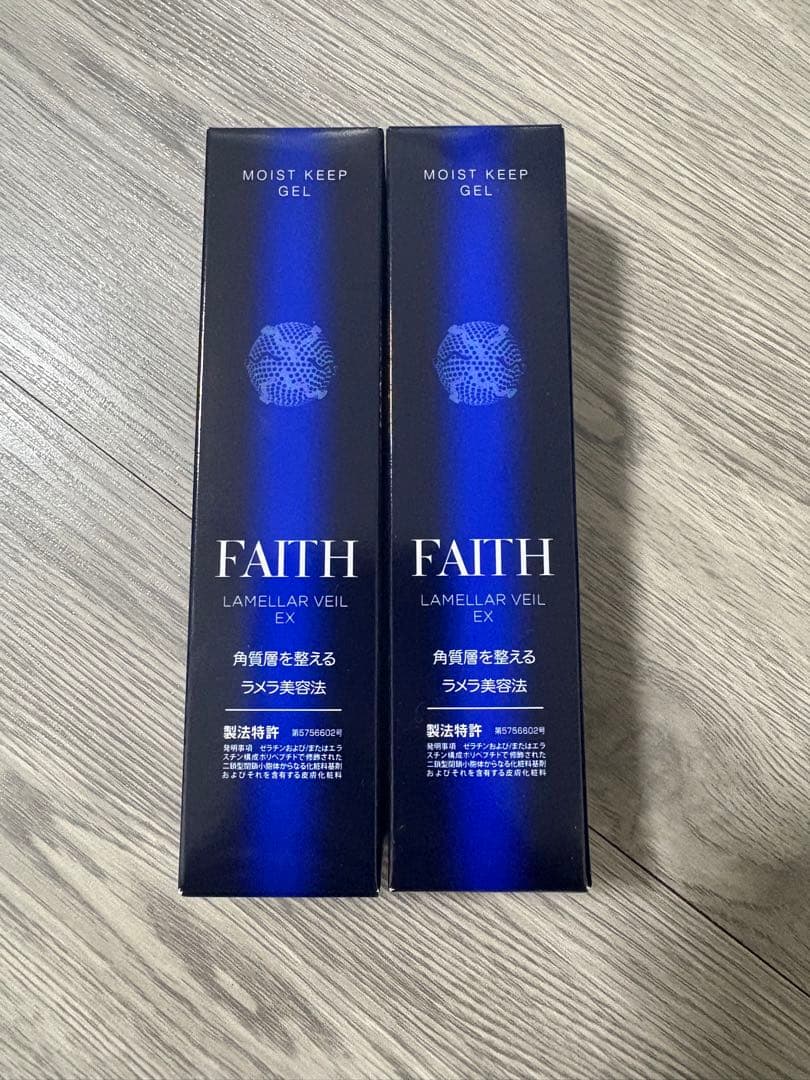 MOIST KEEP
GEL
FAITH
LAMELLAR VEIL
EX
角質層を整える
ラメラ美容法
製法特許 第5756602号
発明事項 ゼラチンおよび/またはエラ
スチン構成ポリペプチドで修飾された
二鎖型閉鎖小胞体からなる化粧料基剤
およびそれを含有する皮膚化粧料
MOIST KEEP
GEL
FAITH
LAMELLAR VEIL
EX
角質層を整える
ラメラ美容法
製法特許 第5756602号
発明事項 ゼラチンおよび/またはエラ
スチン構成ポリペプチドで修飾された
二鎖型閉鎖小胞体からなる化粧料基剤
およびそれを含有する皮膚化粧料